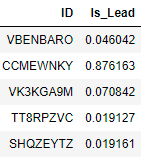 ID Is_Lead
VBENBARO 0.046042
CCMEWNKY 0.876163
VK3KGA9M 0.070842
TT8RPZVC 0.019127
SHQZEYTZ 0.019161